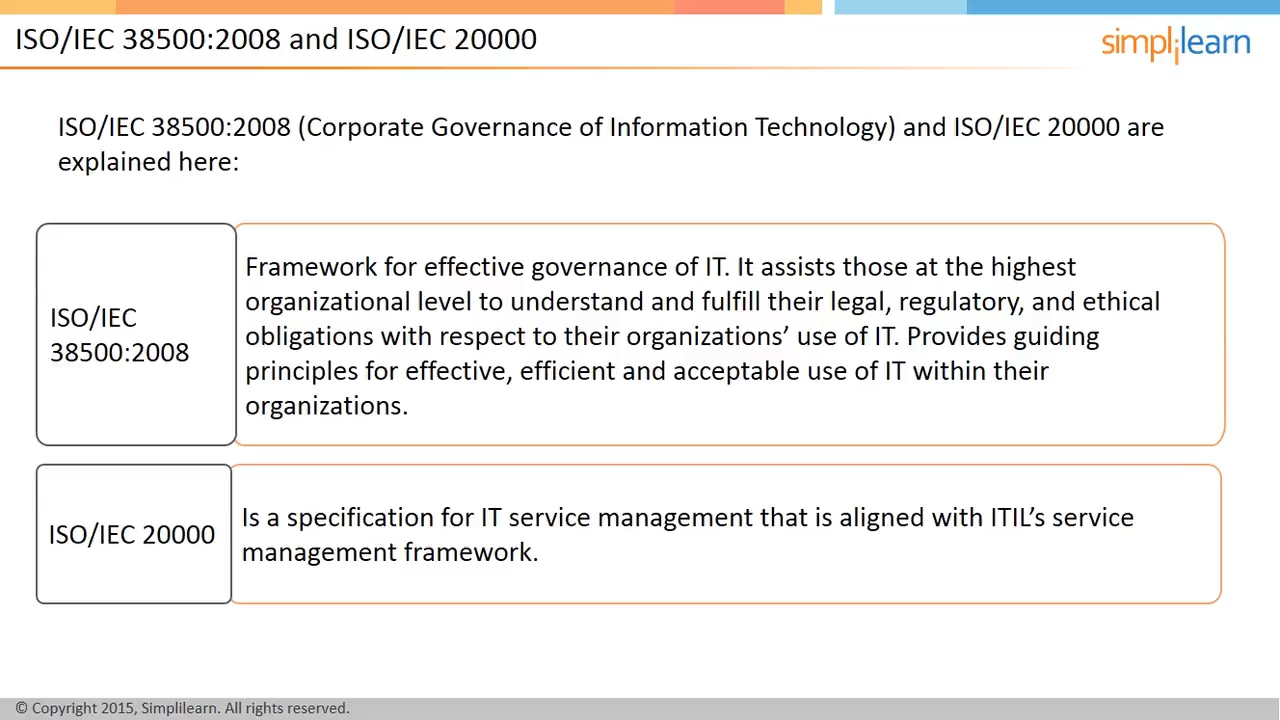 ISO/IEC 38500:2008 and ISO/IEC 20000
simplilearn
ISO/IEC 38500:2008 (Corporate Governance of Information Technology) and ISO/IEC 20000 are
explained here:
ISO/IEC
38500:2008
Framework for effective governance of IT. It assists those at the highest
organizational level to understand and fulfill their legal, regulatory, and ethical
obligations with respect to their organizations’ use of IT. Provides guiding
principles for effective, efficient and acceptable use of IT within their
organizations.
ISO/IEC 20000
Is a specification for IT service management that is aligned with ITIL’s service
management framework.
© Copyright 2015, Simplilearn. All rights reserved.